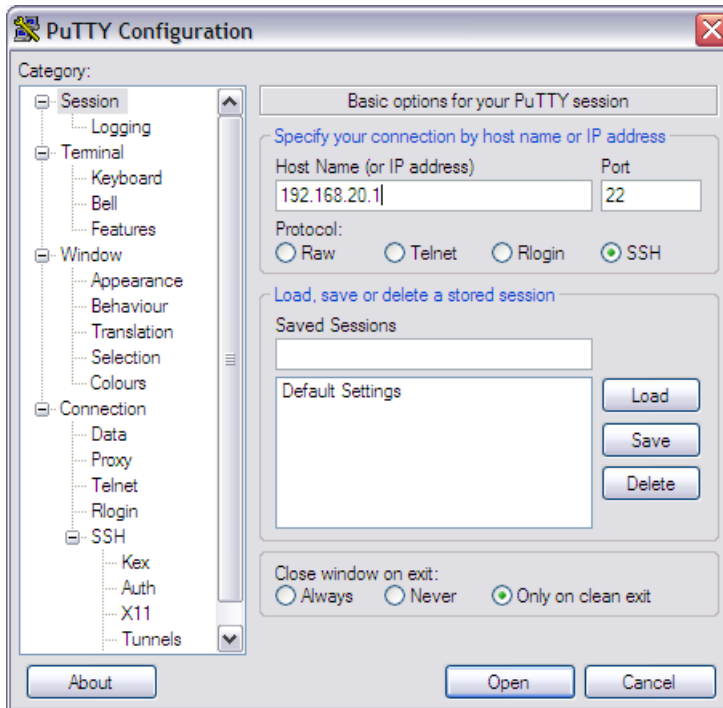 PuTTY Configuration
Category:
Session
Logging
Terminal
Keyboard
Bell
Features
Window
Appearance
Behaviour
Translation
Selection
Colours
Connection
Data
Proxy
Telnet
Rlogin
SSH
Kex
Auth
X11
Tunnels
Basic options for your PuTTY session
Specify your connection by host name or IP address
Host Name (or IP address) Port
192.168.20.1 22
Protocol:
Raw Telnet Rlogin SSH
Load, save or delete a stored session
Saved Sessions
Default Settings
Load
Save
Delete
Close window on exit:
Always Never Only on clean exit
About Open Cancel